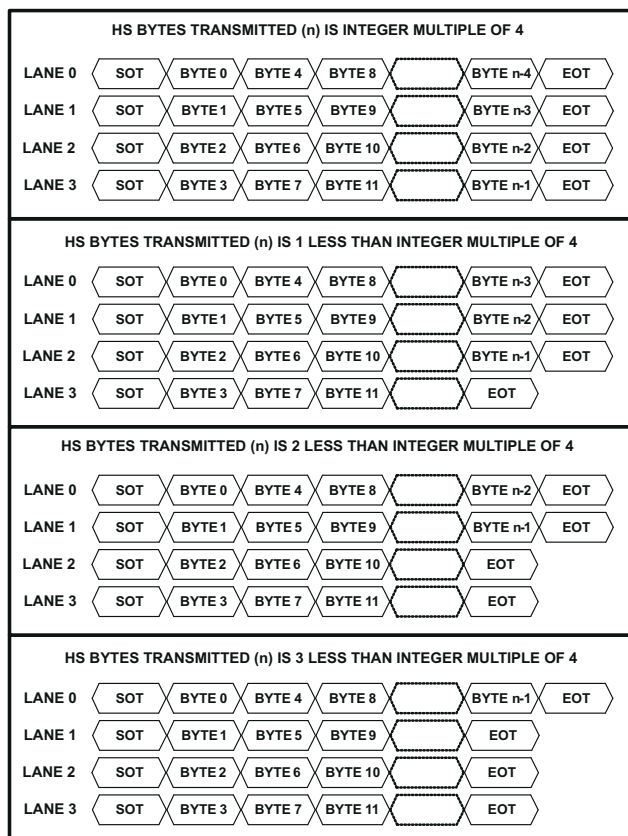 HS BYTES TRANSMITTED (n) IS INTEGER MULTIPLE OF 4
LANE 0 SOT BYTE 0 BYTE 4 BYTE 8 BYTE n-4 EOT
LANE 1 SOT BYTE 1 BYTE 5 BYTE 9 BYTE n-3 EOT
LANE 2 SOT BYTE 2 BYTE 6 BYTE 10 BYTE n-2 EOT
LANE 3 SOT BYTE 3 BYTE 7 BYTE 11 BYTE n-1 EOT
HS BYTES TRANSMITTED (n) IS 1 LESS THAN INTEGER MULTIPLE OF 4
LANE 0 SOT BYTE 0 BYTE 4 BYTE 8 BYTE n-3 EOT
LANE 1 SOT BYTE 1 BYTE 5 BYTE 9 BYTE n-2 EOT
LANE 2 SOT BYTE 2 BYTE 6 BYTE 10 BYTE n-1 EOT
LANE 3 SOT BYTE 3 BYTE 7 BYTE 11 EOT
HS BYTES TRANSMITTED (n) IS 2 LESS THAN INTEGER MULTIPLE OF 4
LANE 0 SOT BYTE 0 BYTE 4 BYTE 8 BYTE n-2 EOT
LANE 1 SOT BYTE 1 BYTE 5 BYTE 9 BYTE n-1 EOT
LANE 2 SOT BYTE 2 BYTE 6 BYTE 10 EOT
LANE 3 SOT BYTE 3 BYTE 7 BYTE 11 EOT
HS BYTES TRANSMITTED (n) IS 3 LESS THAN INTEGER MULTIPLE OF 4
LANE 0 SOT BYTE 0 BYTE 4 BYTE 8 BYTE n-1 EOT
LANE 1 SOT BYTE 1 BYTE 5 BYTE 9 EOT
LANE 2 SOT BYTE 2 BYTE 6 BYTE 10 EOT
LANE 3 SOT BYTE 3 BYTE 7 BYTE 11 EOT